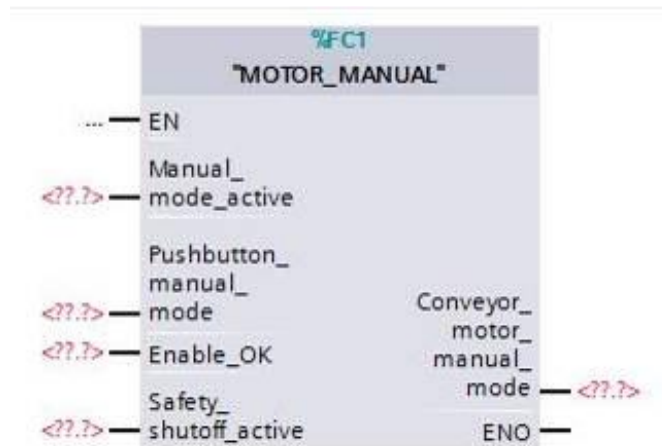 %FC1
"MOTOR_MANUAL"
... EN
Manual_
<??.?> mode_active
Pushbutton_
manual_
<??.?> mode
<??.?> Enable_OK
Safety_
<??.?> shutoff_active
Conveyor_
motor_
manual_
mode <??.?>
ENO